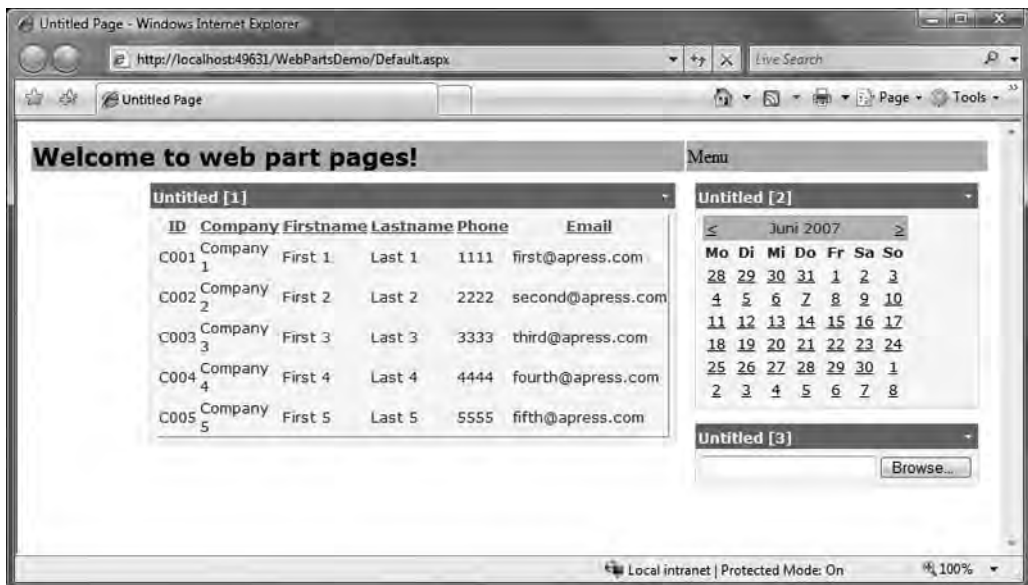 Untitled Page - Windows Internet Explorer
http://localhost:49631/WebPartsDemo/Default.aspx
Live Search
Untitled Page
Page
Tools
Welcome to web part pages!
Menu
Untitled [1]
ID Company Firstname Lastname Phone Email
C001 Company 1 First 1 Last 1 1111 first@apress.com
C002 Company 2 First 2 Last 2 2222 second@apress.com
C003 Company 3 First 3 Last 3 3333 third@apress.com
C004 Company 4 First 4 Last 4 4444 fourth@apress.com
C005 Company 5 First 5 Last 5 5555 fifth@apress.com
Untitled [2]
< Juni 2007 >
Mo Di Mi Do Fr Sa So
28 29 30 31 1 2 3
4 5 6 7 8 9 10
11 12 13 14 15 16 17
18 19 20 21 22 23 24
25 26 27 28 29 30 1
2 3 4 5 6 7 8
Untitled [3]
Browse...
Local intranet | Protected Mode: On
100%